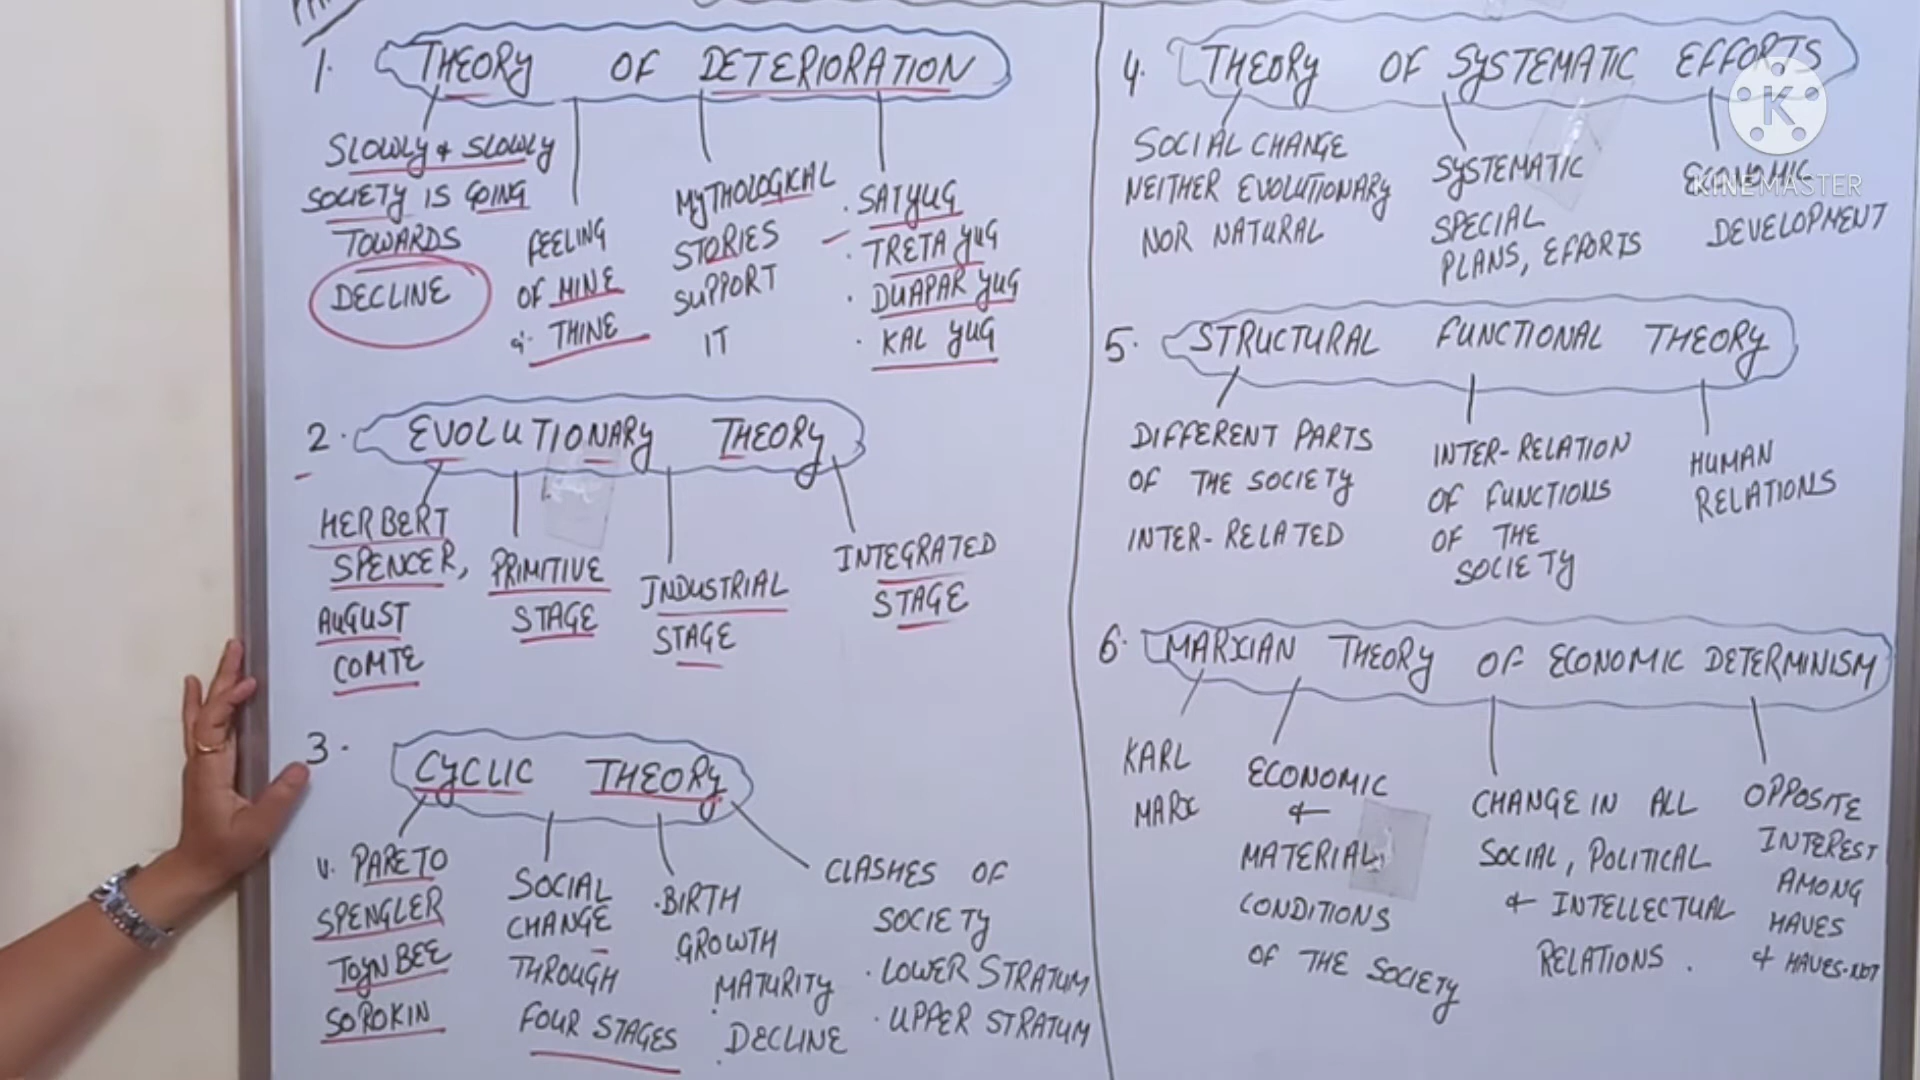 1. THEORY OF DETERIORATION
SLOWLY & SLOWLY
SOCIETY IS GOING
TOWARDS
DECLINE
FEELING
OF MINE
& THINE
MYTHOLOGICAL
STORIES
SUPPORT
IT
· SATYUG
· TRETA YUG
· DUAPAR YUG
· KAL YUG
2. EVOLUTIONARY THEORY
HERBERT
SPENCER,
AUGUST
COMTE
PRIMITIVE
STAGE
INDUSTRIAL
STAGE
INTEGRATED
STAGE
3. CYCLIC THEORY
V. PARETO
SPENGLER
TOYNBEE
SOROKIN
SOCIAL
CHANGE
THROUGH
FOUR STAGES
· BIRTH
· GROWTH
· MATURITY
· DECLINE
CLASHES OF
SOCIETY
· LOWER STRATUM
· UPPER STRATUM
4. THEORY OF SYSTEMATIC EFFORTS
SOCIAL CHANGE
NEITHER EVOLUTIONARY
NOR NATURAL
SYSTEMATIC
SPECIAL
PLANS, EFFORTS
ECONOMIC
DEVELOPMENT
K
KINEMASTER
5. STRUCTURAL FUNCTIONAL THEORY
DIFFERENT PARTS
OF THE SOCIETY
INTER-RELATED
INTER-RELATION
OF FUNCTIONS
OF THE
SOCIETY
HUMAN
RELATIONS
6. MARXIAN THEORY OF ECONOMIC DETERMINISM
KARL
MARX
ECONOMIC
&
MATERIAL
CONDITIONS
OF THE SOCIETY
CHANGE IN ALL
SOCIAL, POLITICAL
& INTELLECTUAL
RELATIONS.
OPPOSITE
INTEREST
AMONG
HAVES
& HAVES-NOT